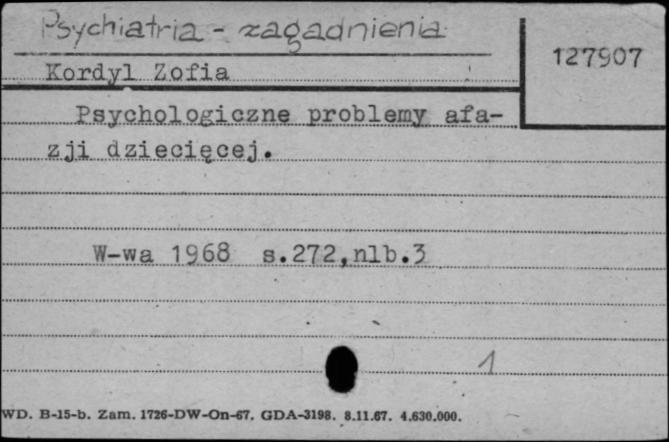 Psychiatria - zagadnienia
127907
Kordyl Zofia
Psychologiczne problemy afa-
zji dziecięcej.
W-wa 1968 s.272,nlb.3
1
WD. B-15-b. Zam. 1726-DW-On-67. GDA-3198. 8.11.67. 4.630.000.